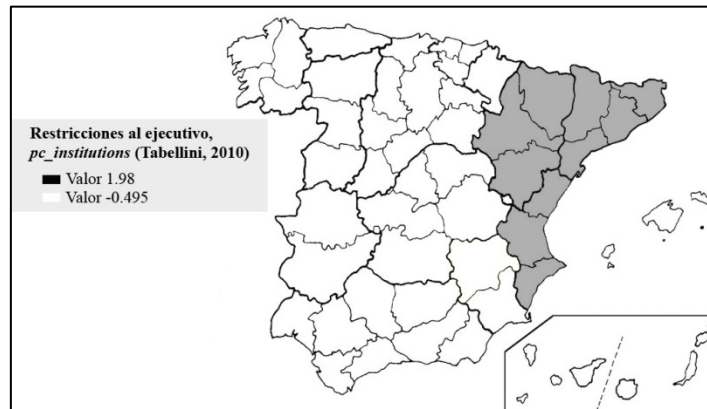 Restricciones al ejecutivo,
pc_institutions (Tabellini, 2010)
Valor 1.98
Valor -0.495